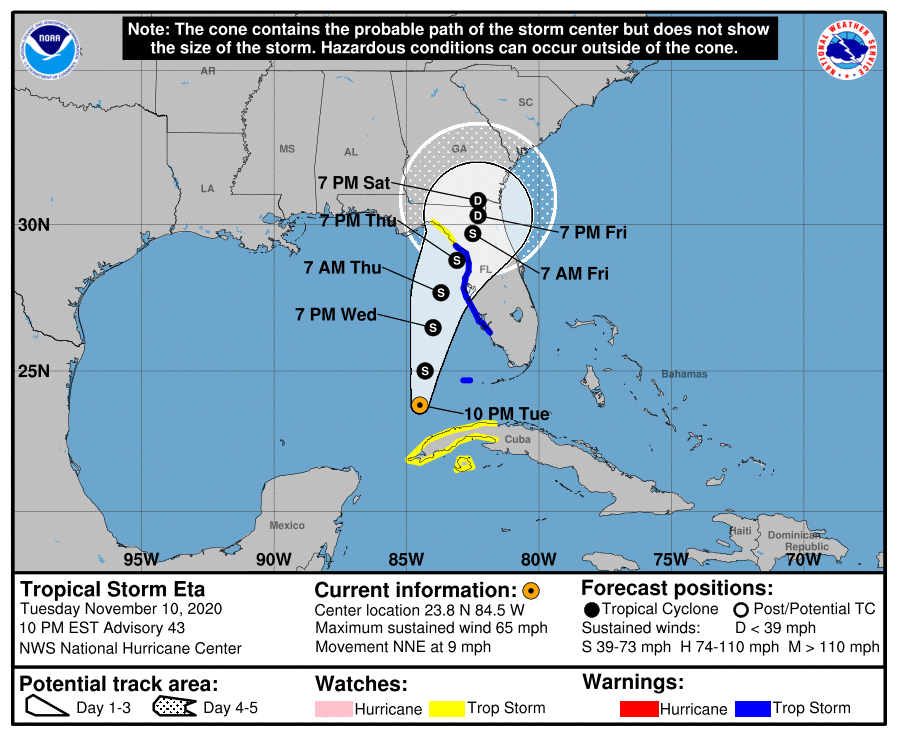 Note: The cone contains the probable path of the storm center but does not show
the size of the storm. Hazardous conditions can occur outside of the cone.
NOAA
NATIONAL WEATHER SERVICE
AR
SC
MS
AL
GA
LA
7 PM Sat
D
30N
7 PM Thu
D
7 PM Fri
S
S
FL
7 AM Thu
7 AM Fri
S
7 PM Wed
S
25N
S
Bahamas
10 PM Tue
Cuba
Mexico
Haiti
Dominican
Republic
95W
90W
85W
80W
75W
70W
Tropical Storm Eta
Tuesday November 10, 2020
10 PM EST Advisory 43
NWS National Hurricane Center
Current information:
Center location 23.8 N 84.5 W
Maximum sustained wind 65 mph
Movement NNE at 9 mph
Forecast positions:
Tropical Cyclone
Post/Potential TC
Sustained winds: D < 39 mph
S 39-73 mph H 74-110 mph M > 110 mph
Potential track area:
Day 1-3
Day 4-5
Watches:
Hurricane
Trop Storm
Warnings:
Hurricane
Trop Storm